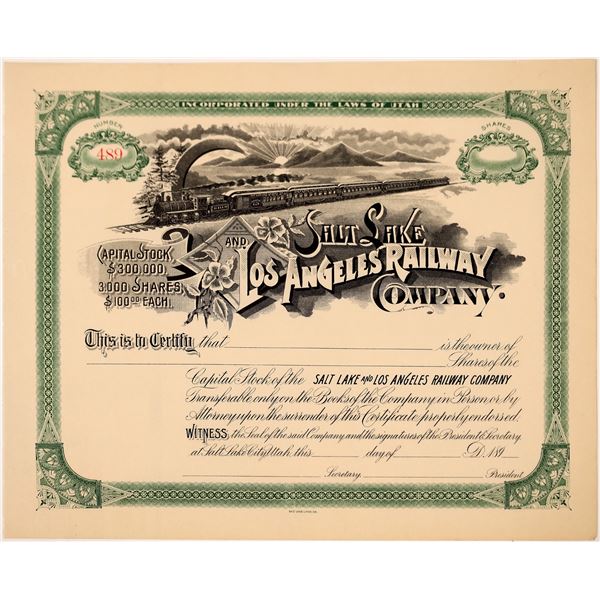 INCORPORATED UNDER THE LAWS OF UTAH
NUMBER
489
SHARES
SALT LAKE
AND
LOS ANGELES RAILWAY
COMPANY.
CAPITAL STOCK
$300,000.
3,000 SHARES,
$100.00 EACH.
This is to Certify that is the owner of
Shares of the
Capital Stock of the SALT LAKE AND LOS ANGELES RAILWAY COMPANY
Transferable only on the Books of the Company in Person or by
Attorney upon the surrender of this Certificate properly endorsed.
WITNESS, the Seal of the said Company and the signatures of the President & Secretary
at Salt Lake City, Utah, this day of D. 189
Secretary. President.